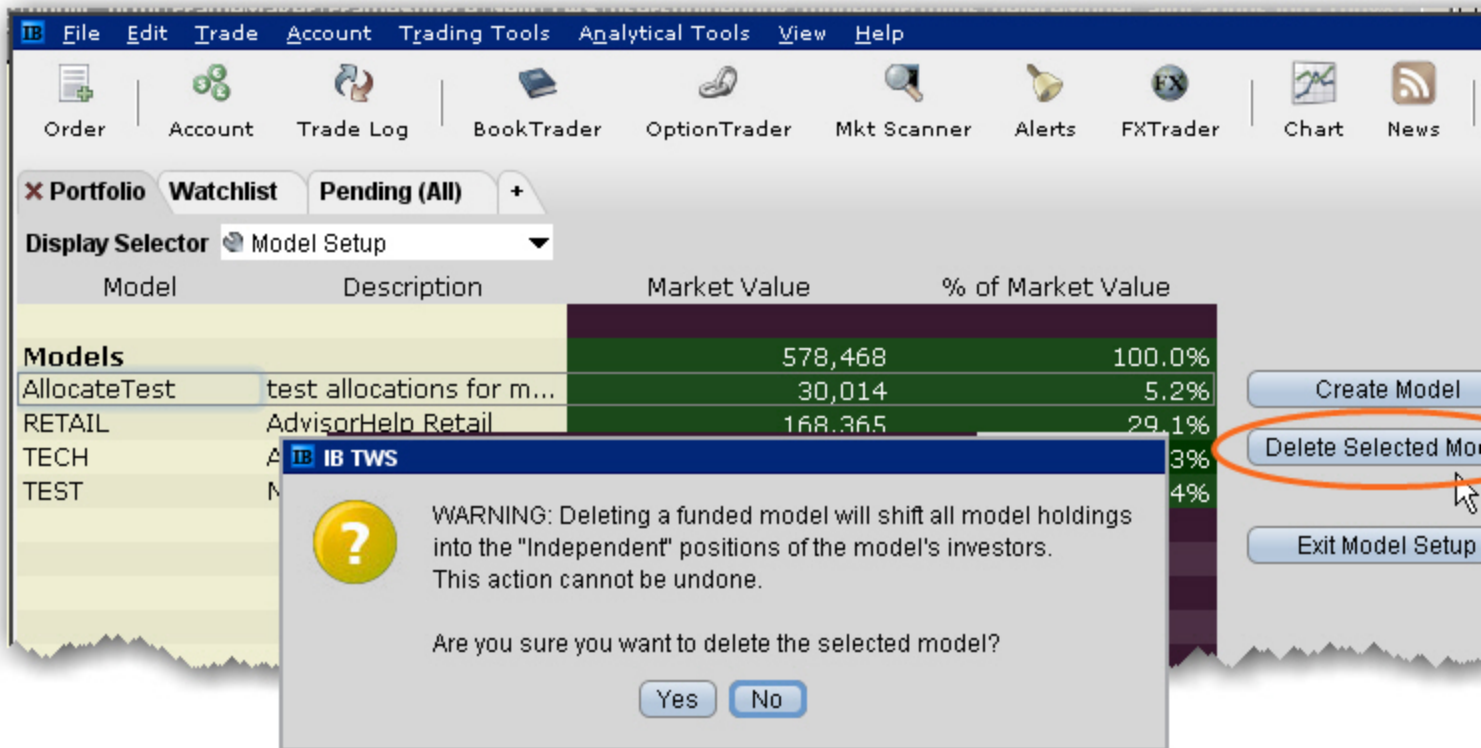 IB File Edit Trade Account Trading Tools Analytical Tools View Help
Order Account Trade Log BookTrader OptionTrader Mkt Scanner Alerts FX FXTrader Chart News
Portfolio Watchlist Pending (All) +
Display Selector Model Setup
Model Description Market Value % of Market Value
Models 578,468 100.0%
AllocateTest test allocations for m... 30,014 5.2% Create Model
RETAIL AdvisorHelp Retail 168,365 29.1%
TECH A 3% Delete Selected Mod
TEST 4%
IB IB TWS
WARNING: Deleting a funded model will shift all model holdings
into the "Independent" positions of the model's investors.
This action cannot be undone.
Exit Model Setup
Are you sure you want to delete the selected model?
Yes No